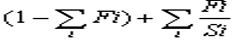 (1 − ∑_i Fi) + ∑_i Fi/Si